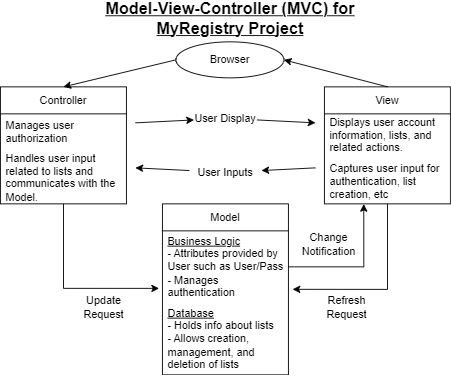 Model-View-Controller (MVC) for
MyRegistry Project
Browser
Controller
Manages user
authorization
Handles user input
related to lists and
communicates with the
Model.
User Display
User Inputs
View
Displays user account
information, lists, and
related actions.
Captures user input for
authentication, list
creation, etc
Model
Business Logic
- Attributes provided by
User such as User/Pass
- Manages
authentication
Database
- Holds info about lists
- Allows creation,
management, and
deletion of lists
Update
Request
Change
Notification
Refresh
Request